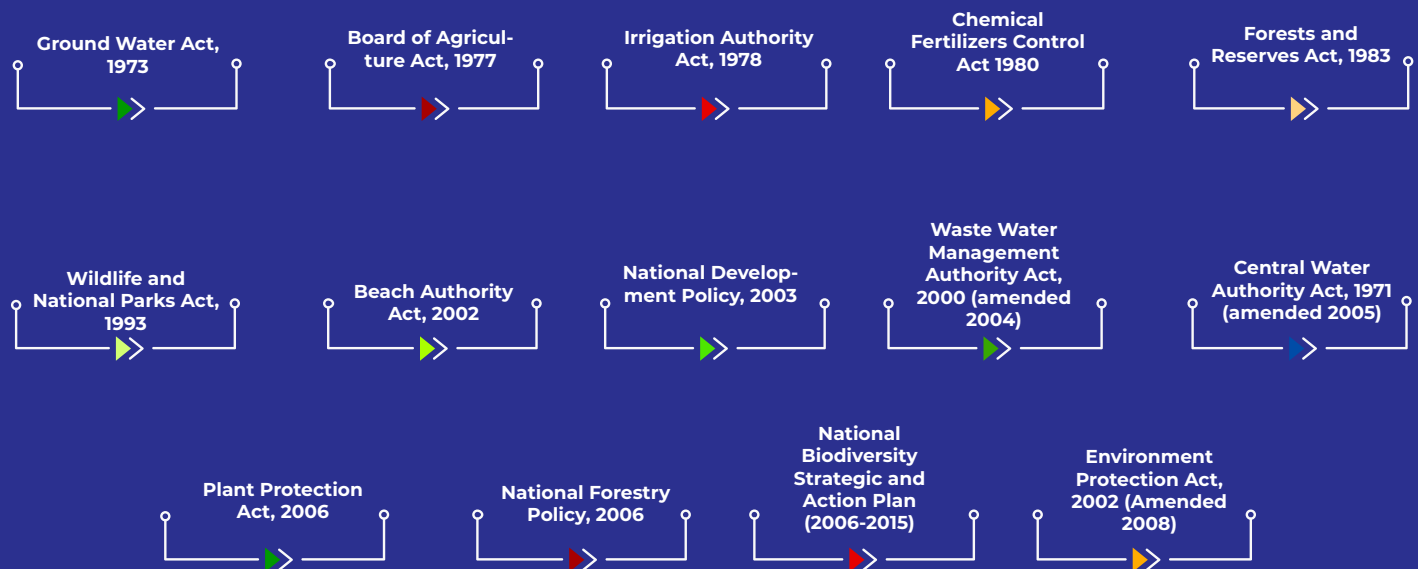 Ground Water Act,
1973
Board of Agricul-
ture Act, 1977
Irrigation Authority
Act, 1978
Chemical
Fertilizers Control
Act 1980
Forests and
Reserves Act, 1983
Wildlife and
National Parks Act,
1993
Beach Authority
Act, 2002
National Develop-
ment Policy, 2003
Waste Water
Management
Authority Act,
2000 (amended
2004)
Central Water
Authority Act, 1971
(amended 2005)
Plant Protection
Act, 2006
National Forestry
Policy, 2006
National
Biodiversity
Strategic and
Action Plan
(2006-2015)
Environment
Protection Act,
2002 (Amended
2008)